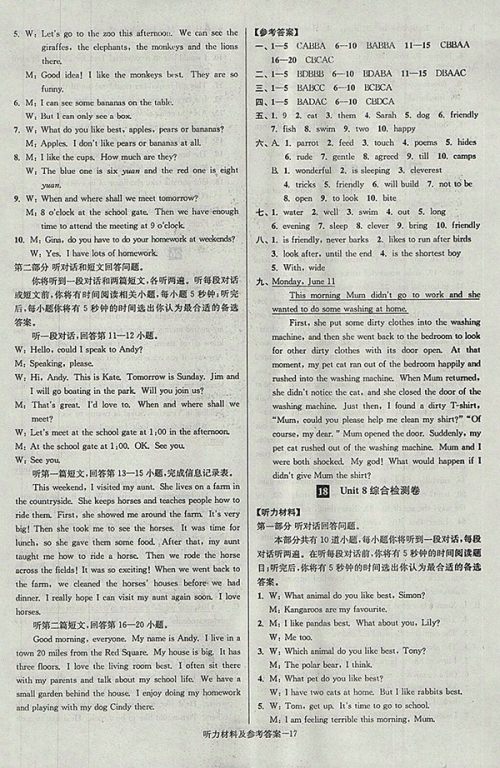 5. W: Let's go to the zoo this afternoon. We can see the
giraffes, the elephants, the monkeys and the lions
there.
M: Good idea! I like the monkeys best. They are so
funny.
6. M: I can see some bananas on the table.
W: But I can only see a box.
7. W: What do you like best, apples, pears or bananas?
M: Apples. I don't like pears or bananas at all.
8. M: I like the cups. How much are they?
W: The blue one is six yuan and the red one is eight
yuan.
9. W: When and where shall we meet tomorrow?
M: 8 o'clock at the school gate. Then we have enough
time to attend the meeting at 9 o'clock.
10. M: Gina, do you have to do your homework at weekends?
W: Yes. I have lots of homework.
第二部分 听对话和短文回答问题。
你将听到一段对话和两篇短文,各听两遍。听每段对话
或短文前,你将有时间阅读相关小题,每小题5秒钟;听完
后,每小题你将有5秒钟的时间选出你认为最合适的备选
答案。
听一段对话,回答第11—12小题。
W: Hello, could I speak to Andy?
M: Speaking, please.
W: Hi, Andy. This is Kate. Tomorrow is Sunday. Jim and
I will go boating in the park. Will you join us?
M: That's great. I'd love to. When and where shall we
meet?
W: Let's meet at the school gate at 1:00 in the afternoon.
M: At the school gate at 1:00. OK. See you.
W: See you.
听第一篇短文,回答第13—15小题,完成信息记录表。
This weekend, I visited my aunt. She lives on a farm in
the countryside. She keeps horses and teaches people how to
ride them. First, she showed me around the farm. It's very
big! Then she took me to see the horses. It was time for
lunch, so she gave them some food. After that, my aunt
taught me how to ride a horse. Then we rode the horse
across the fields! It was so exciting! When we went back to
the farm, we cleaned the horses' houses before we had
dinner. I really hope I can visit my aunt again soon. I love
horses.
听第二篇短文,回答第16—20小题。
Good morning, everyone. My name is Andy. I live in a
town 20 miles from the Red Square. My house is big. It has
three floors. I love the living room best. I often sit there
with my parents and talk about my school life. We have a
small garden behind the house. I enjoy doing my homework
and playing with my dog Cindy there.
【参考答案】
一、1—5 CABBA 6—10 BABBA 11—15 CBBAA
16—20 CBCAC
二、1—5 BDBBB 6—10 BDABA 11—15 DBAAC
三、1—5 BABCC 6—10 BCBCA
四、1—5 BADAC 6—10 CBDCA
五、1. 9 2. cat 3. them 4. Sarah 5. dog 6. friendly
7. fish 8. swim 9. two 10. happy
六、A. 1. parrot 2. feed 3. touch 4. poems 5. hides
6. rude 7. gentle 8. agreed 9. till 10. camps
B. 1. wonderful 2. is sleeping 3. cleverest
4. tricks 5. friendly 6. will build 7. not to be
8. open 9. to look 10. bite
七、1. water 2. well 3. swim 4. out 5. long
6. evening 7. sleep 8. clever 9. bring 10. friendly
八、1. is friendly, never barks 2. likes to run after birds
3. look after, until the end 4. is the shortest boy
5. With, wide
九、Monday, June 11
This morning Mum didn't go to work and she
wanted to do some washing at home.
First, she put some dirty clothes into the washing
machine, and then she went back to the bedroom to look
for other dirty clothes with its door open. At that
moment, my pet cat ran out of the bedroom happily and
rushed into the washing machine. When Mum returned,
she didn't notice the cat, and she closed the door of the
washing machine. Just then, I found a dirty T-shirt,
"Mum, could you please help me clean my shirt?" "Of
course, my dear." Mum opened the door. Suddenly, my
pet cat rushed out of the washing machine. Mum and I
were both shocked. My god! What would happen if I
didn't give Mum the shirt?
18 Unit 8 综合检测卷
【听力材料】
第一部分 听对话回答问题。
本部分共有10道小题,每小题你将听到一段对话,每段
对话听两遍。在听每段对话前,你将有5秒钟的时间阅读题
目;听完后,你将有5秒钟的时间选出你认为最合适的备选
答案。
1. W: What animal do you like best, Simon?
M: Kangaroos are my favourite.
2. M: I like pandas best. What about you, Lily?
W: Me too.
3. W: Which animal do you like best, Tony?
M: The polar bear, I think.
4. M: What pet do you like best?
W: I have two cats at home. But I like rabbits best.
5. W: Tom, get up. It's time to go to school.
M: I am feeling terrible this morning, Mum.
听力材料及参考答案—17